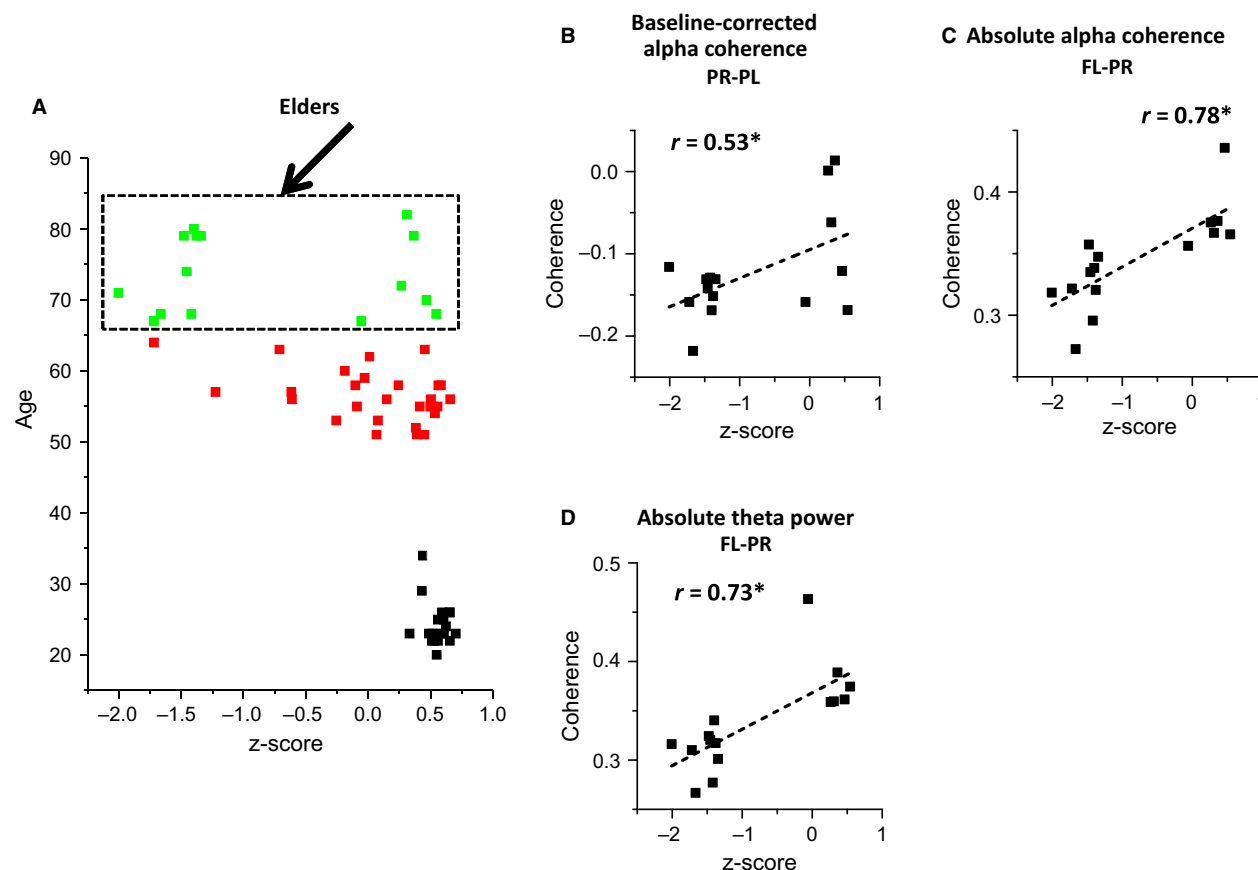 A
Elders
90
80
70
60
50
40
30
20
Age
–2.0 –1.5 –1.0 –0.5 0.0 0.5 1.0
z-score
B
Baseline-corrected
alpha coherence
PR-PL
r = 0.53*
0.0
–0.1
–0.2
Coherence
–2 –1 0 1
z-score
C Absolute alpha coherence
FL-PR
r = 0.78*
0.4
0.3
Coherence
–2 –1 0 1
z-score
D Absolute theta power
FL-PR
r = 0.73*
0.5
0.4
0.3
Coherence
–2 –1 0 1
z-score